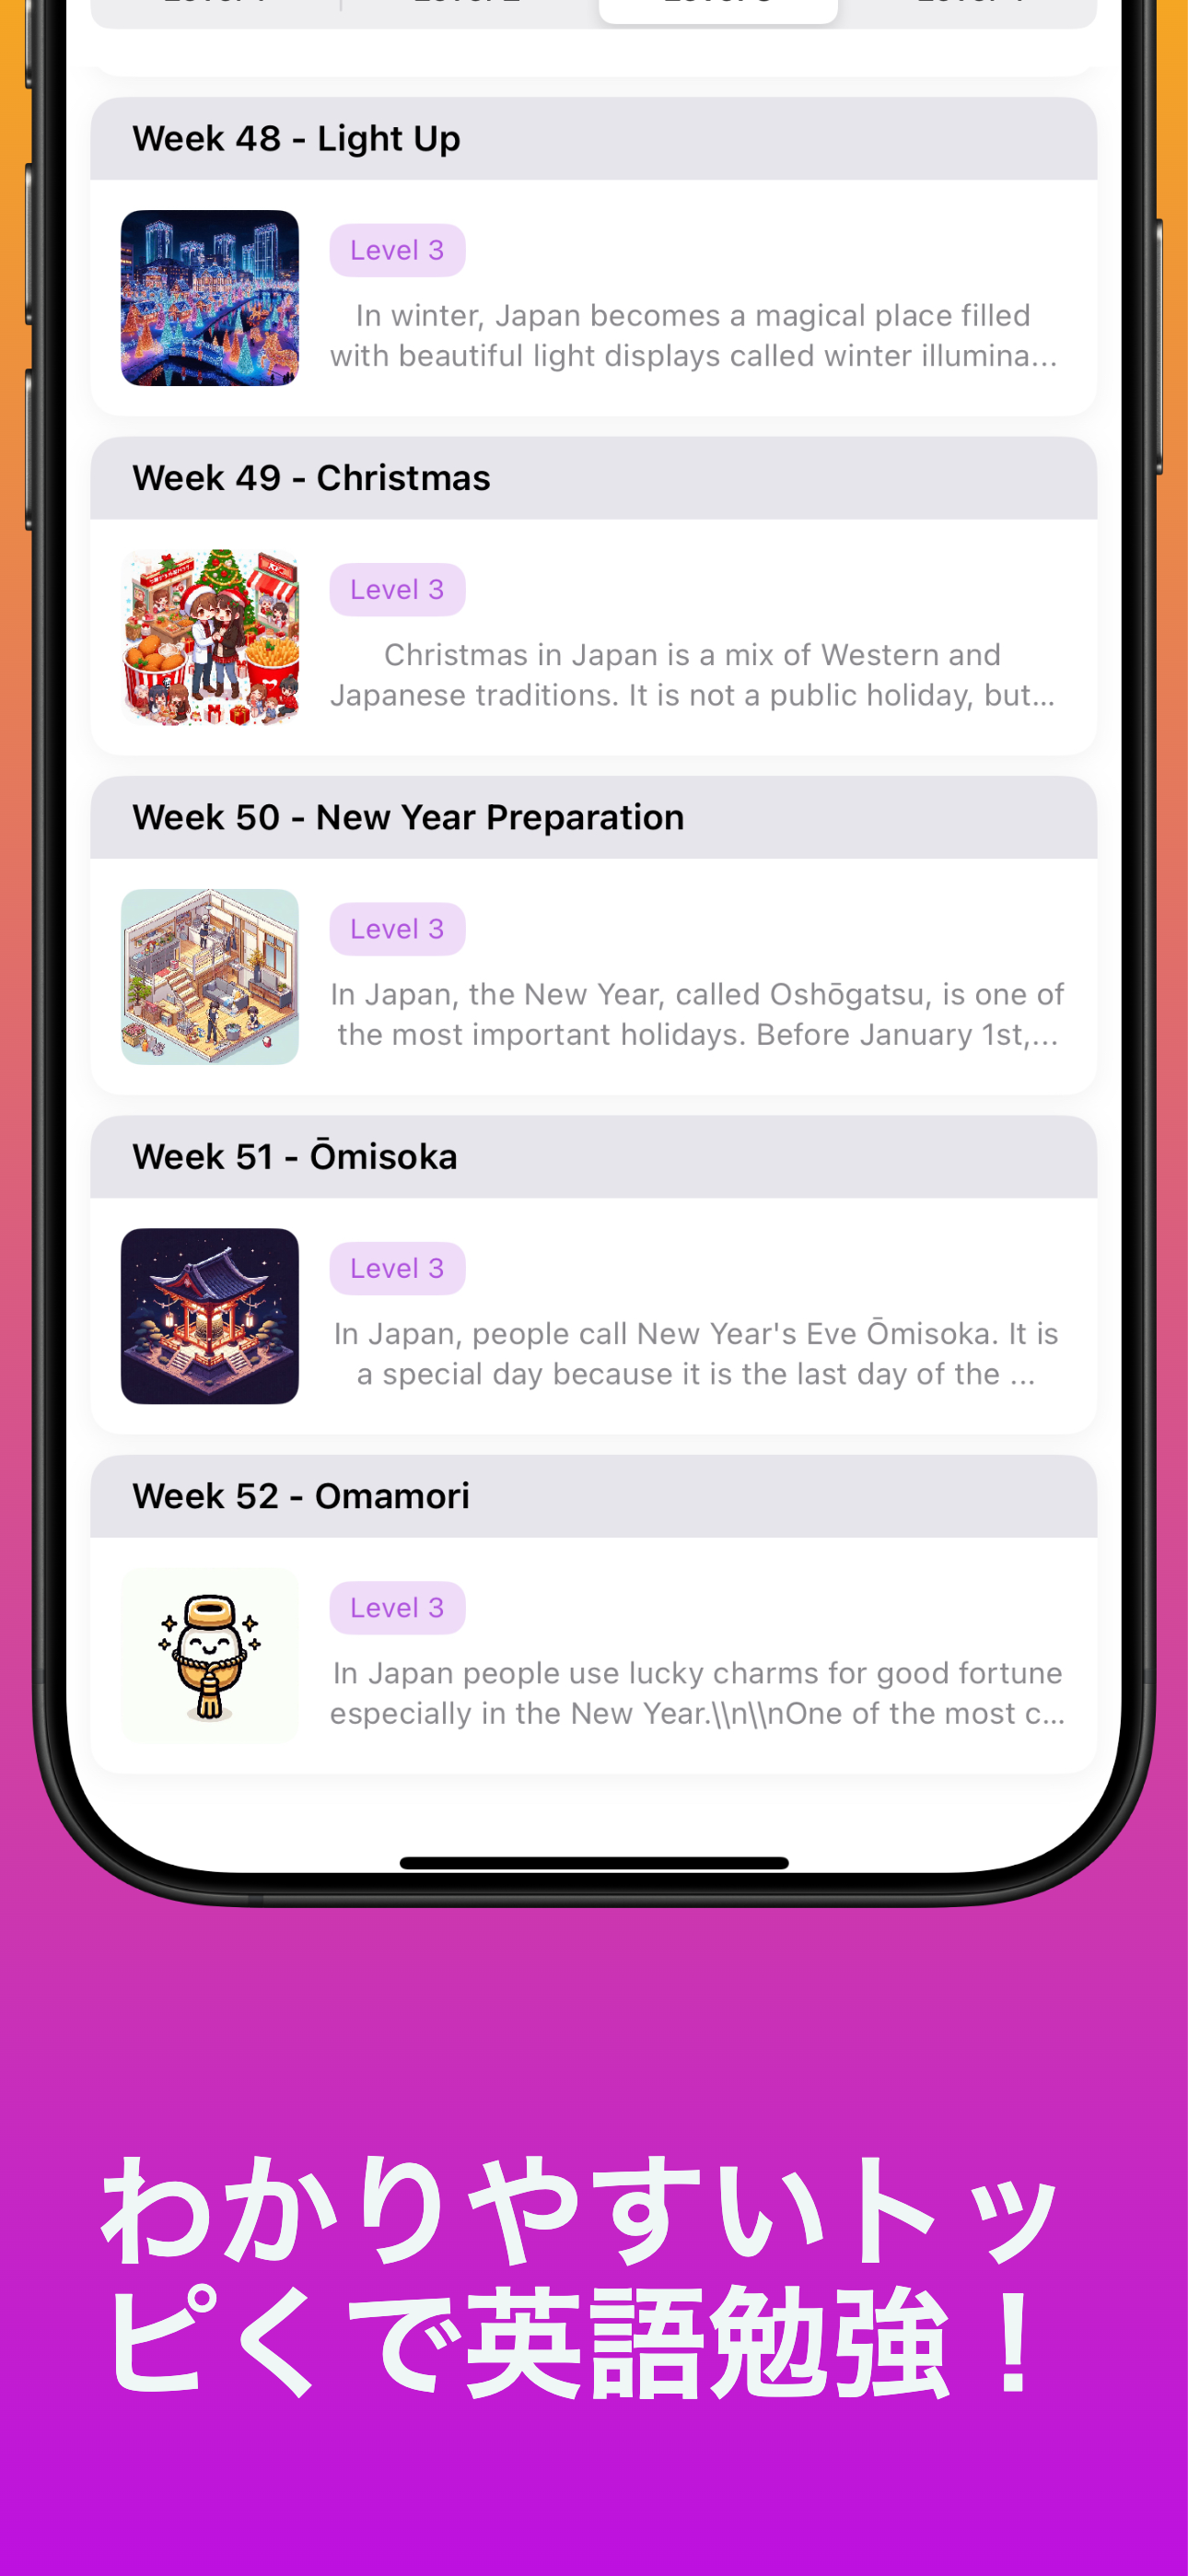 Week 48 - Light Up
Level 3
In winter, Japan becomes a magical place filled
with beautiful light displays called winter illumina...
Week 49 - Christmas
Level 3
Christmas in Japan is a mix of Western and
Japanese traditions. It is not a public holiday, but...
Week 50 - New Year Preparation
Level 3
In Japan, the New Year, called Oshōgatsu, is one of
the most important holidays. Before January 1st,...
Week 51 - Ōmisoka
Level 3
In Japan, people call New Year's Eve Ōmisoka. It is
a special day because it is the last day of the ...
Week 52 - Omamori
Level 3
In Japan people use lucky charms for good fortune
especially in the New Year.\\n\\nOne of the most c...
わかりやすいトッ
ピくで英語勉強！